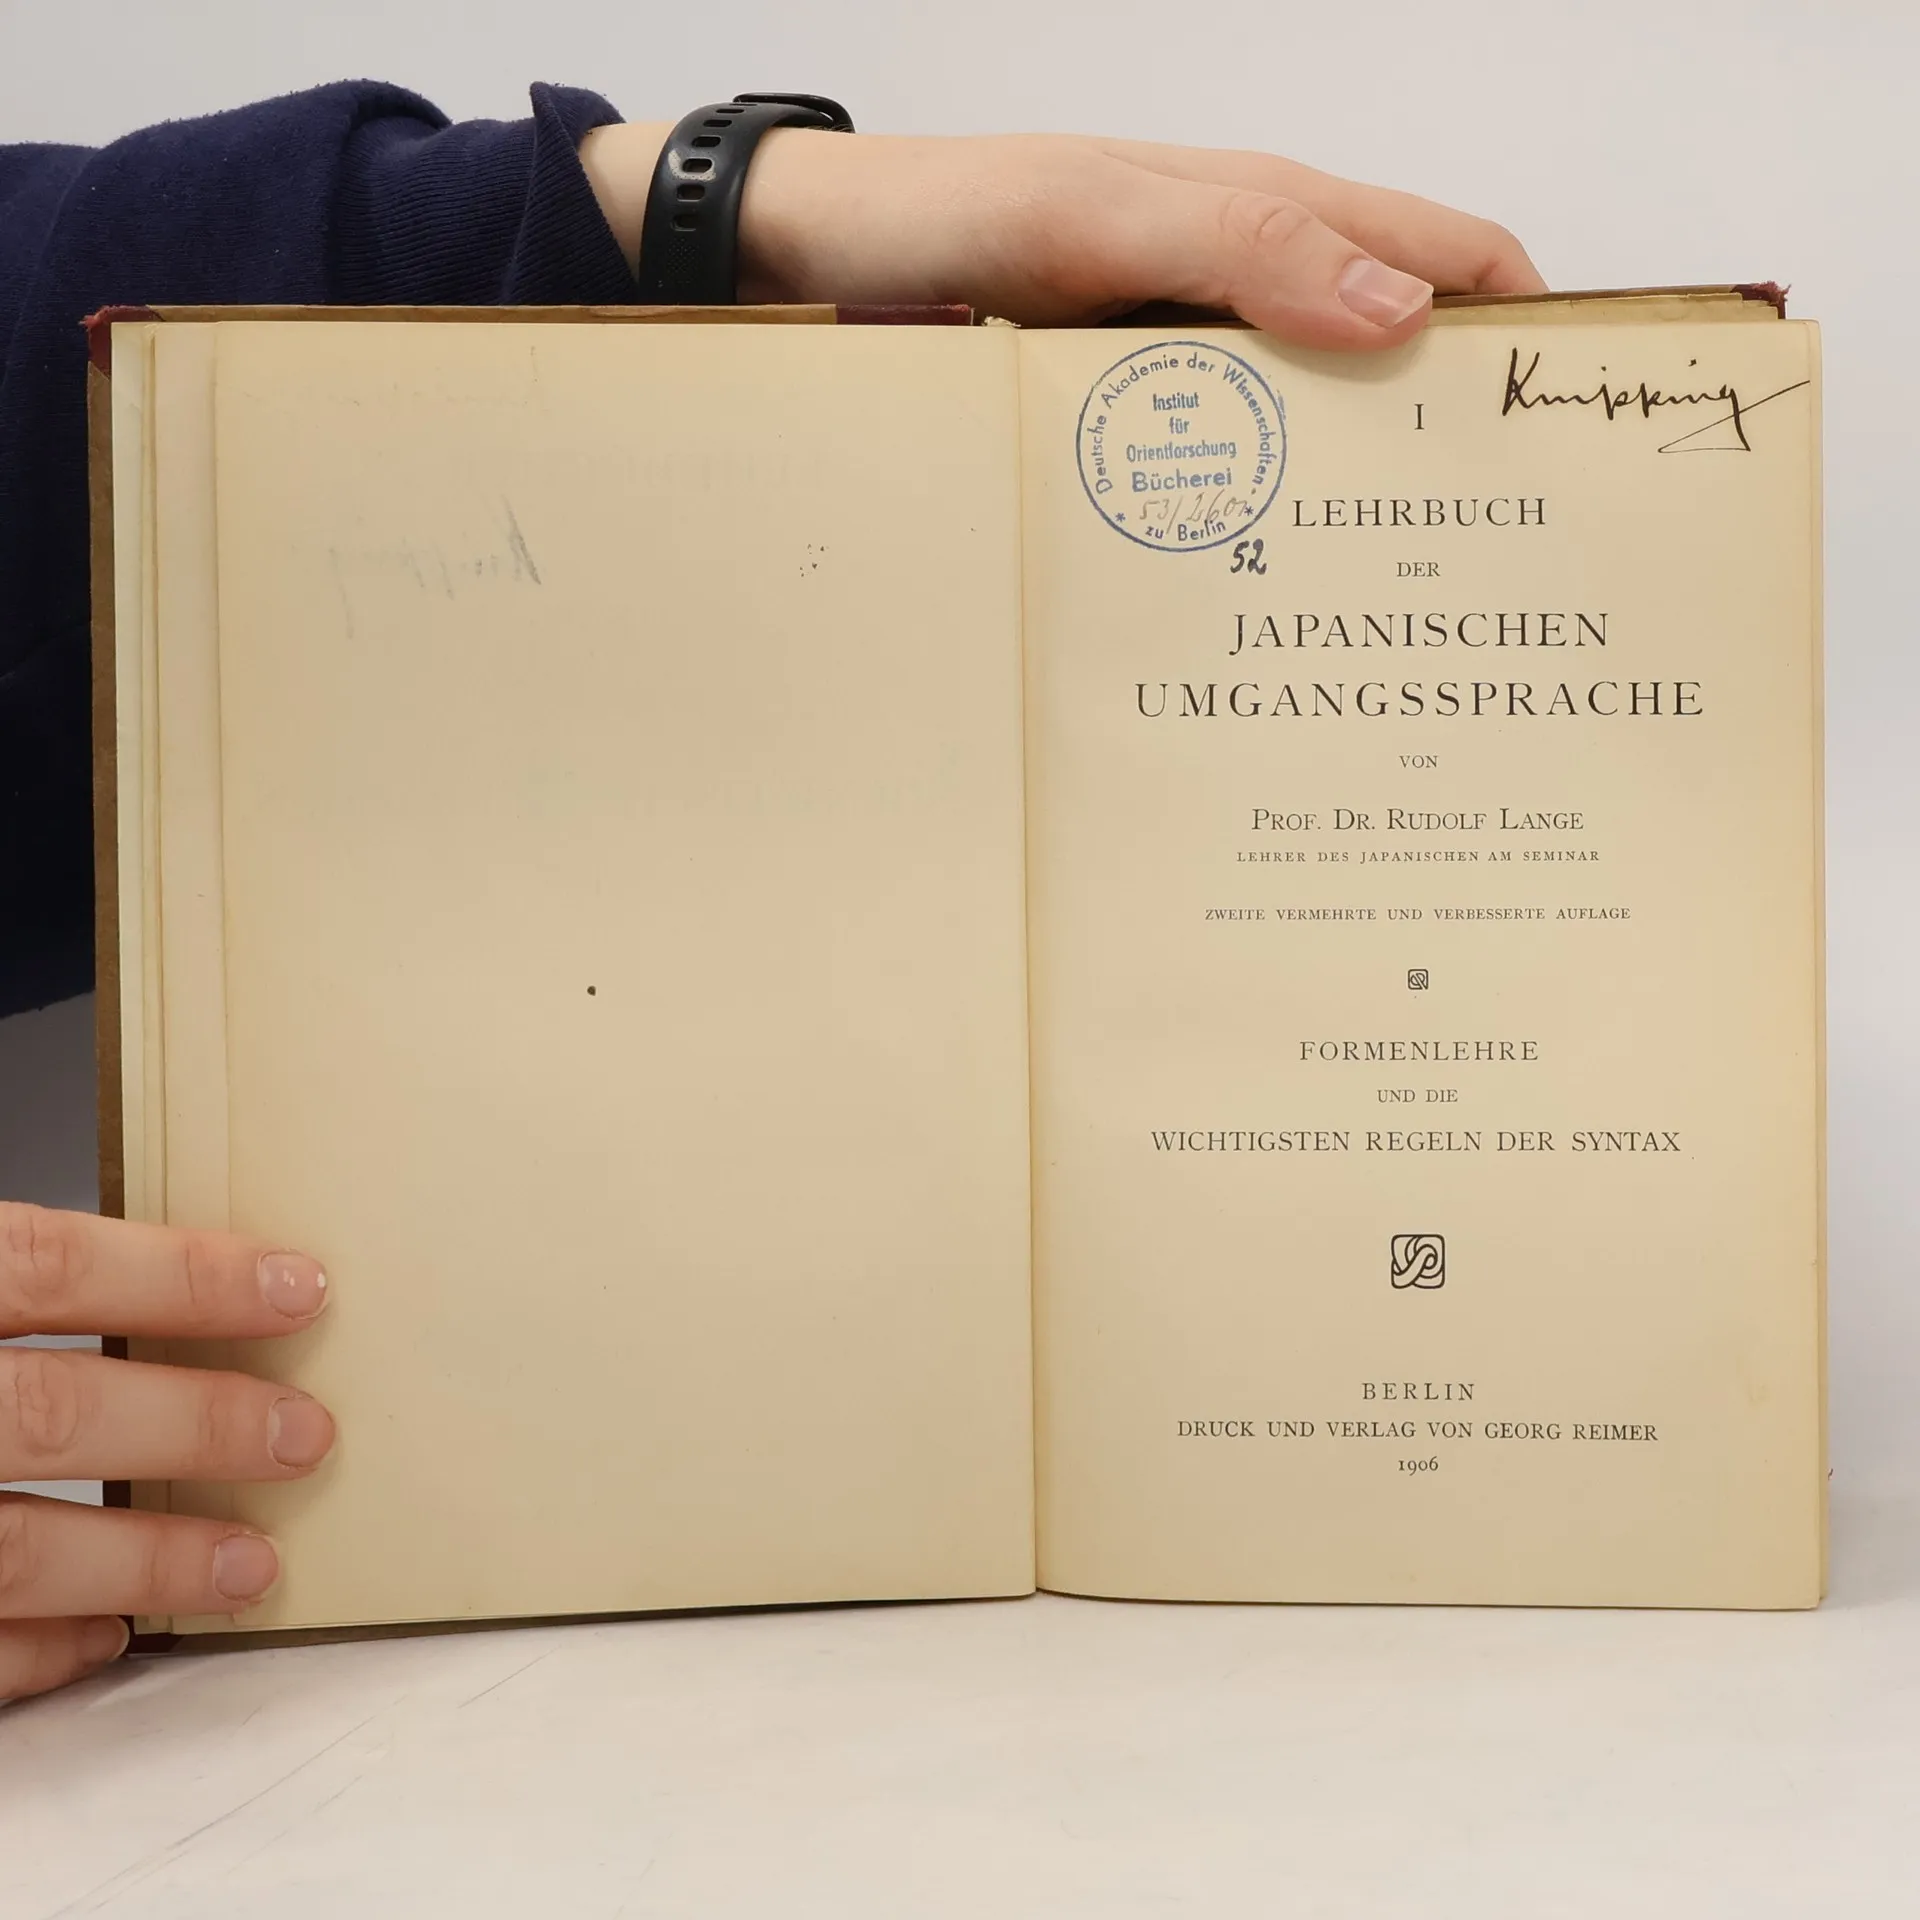 Deutsche Akademie der Wissenschaften
zu Berlin
Institut
für
Orientforschung
Bücherei
52
Knipping
I
LEHRBUCH
DER
JAPANISCHEN
UMGANGSSPRACHE
VON
PROF. DR. RUDOLF LANGE
LEHRER DES JAPANISCHEN AM SEMINAR
ZWEITE VERMEHRTE UND VERBESSERTE AUFLAGE
FORMENLEHRE
UND DIE
WICHTIGSTEN REGELN DER SYNTAX
BERLIN
DRUCK UND VERLAG VON GEORG REIMER
1906